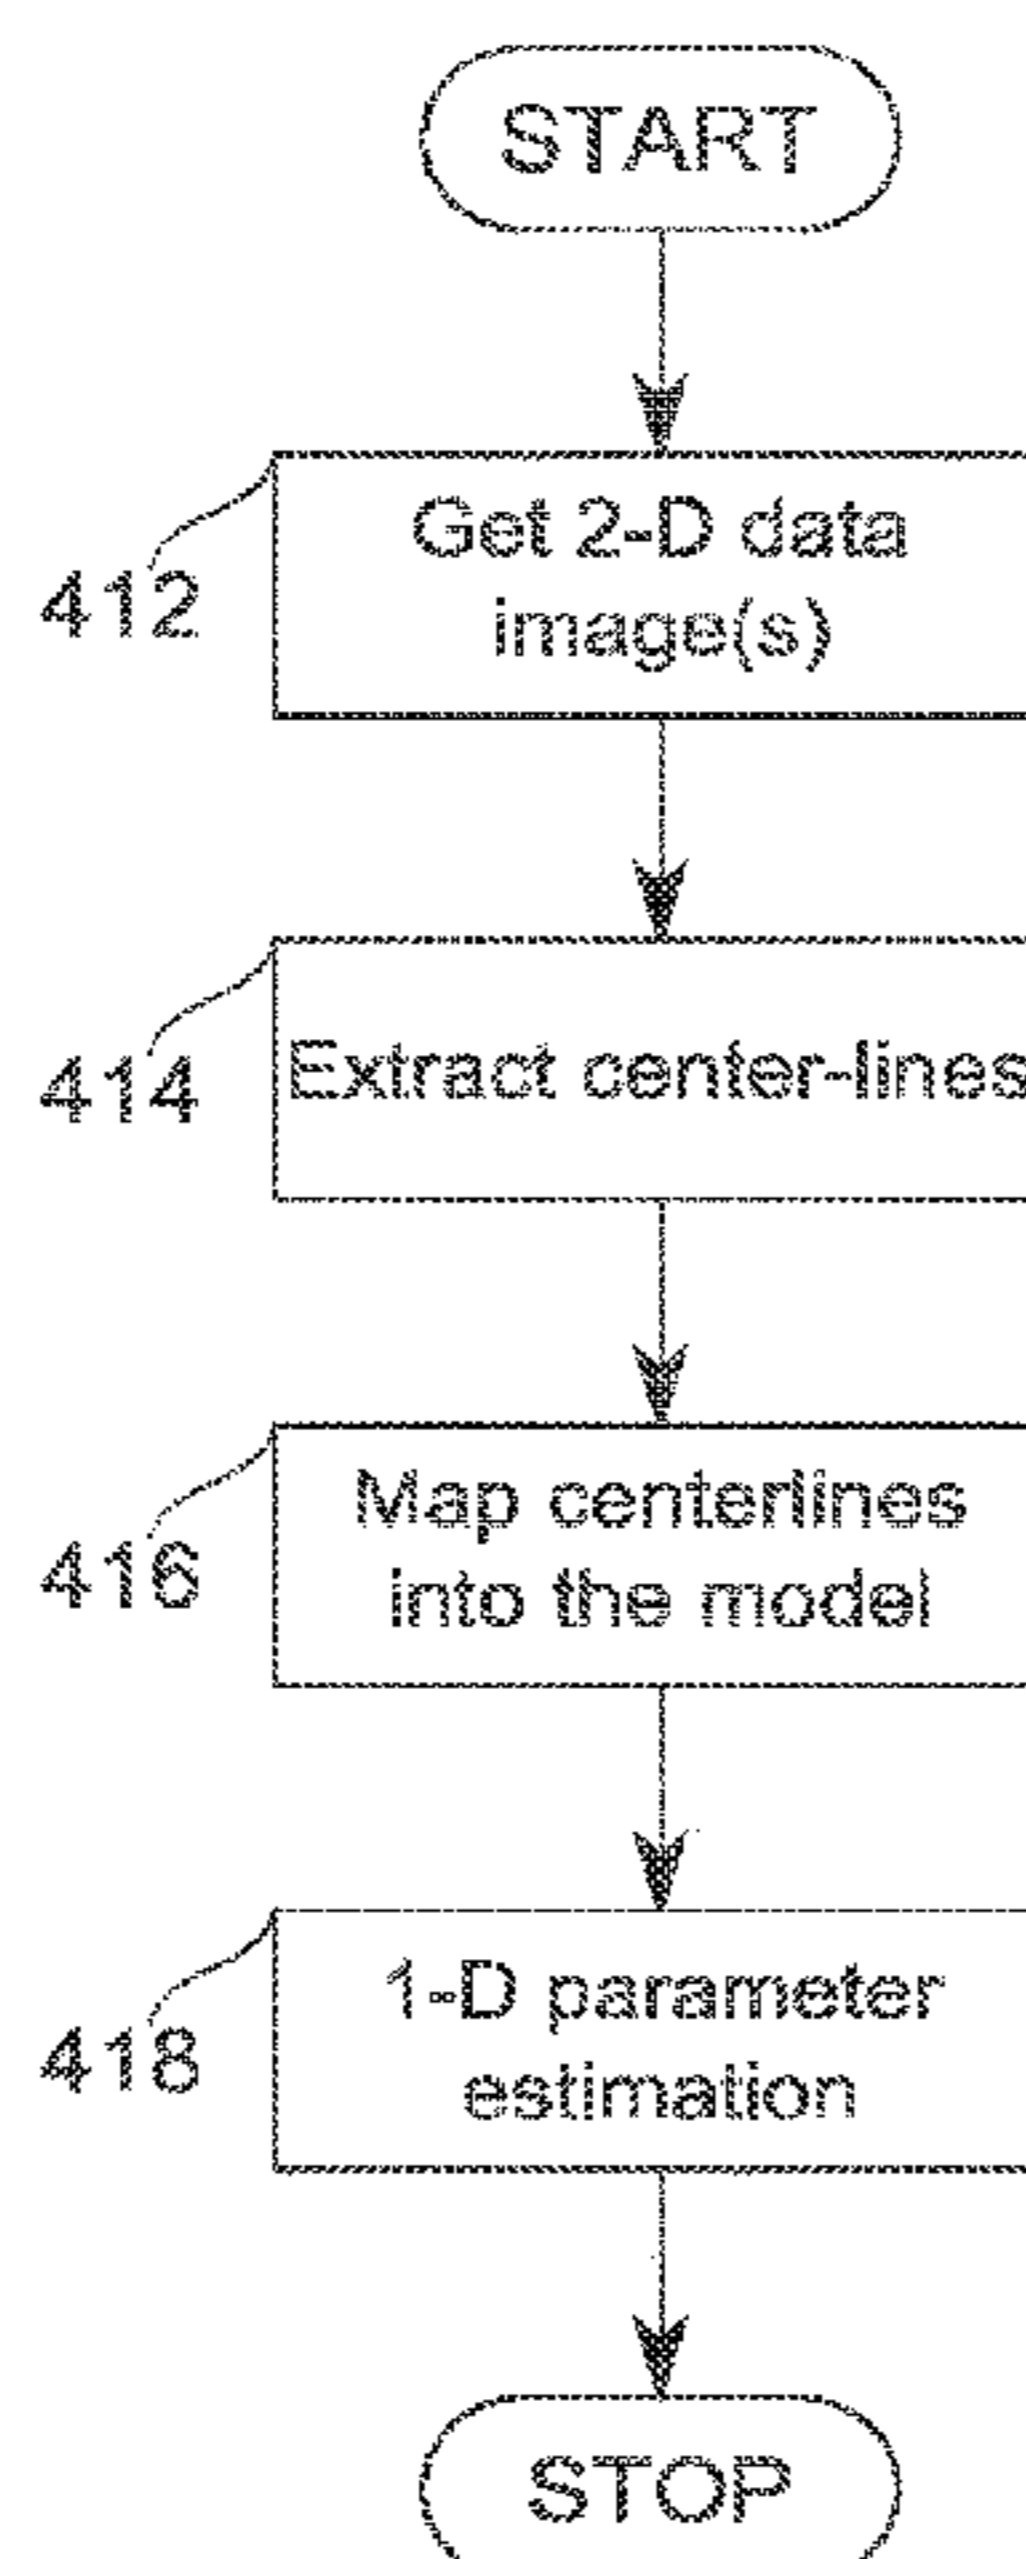 START
Get 2-D data
image(s)
412
Extract center-lines
414
Map centerlines
into the model
416
1-D parameter
estimation
418
STOP